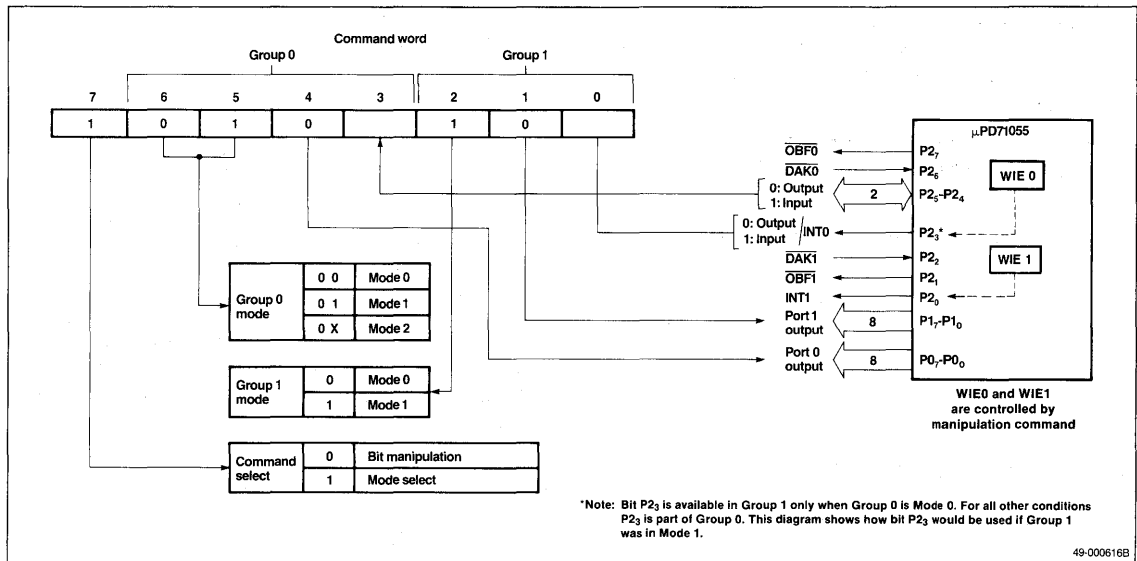 Command word
Group 0 Group 1
7 6 5 4 3 2 1 0
1 0 1 0 1 0
μPD71055
OBF0 P27
DAK0 P26
WIE 0
0: Output
1: Input
2 P25-P24
0: Output
1: Input
/INT0 P23*
DAK1 P22
WIE 1
OBF1 P21
INT1 P20
Port 1
output
8 P17-P10
Port 0
output
8 P07-P00
WIE0 and WIE1
are controlled by
manipulation command
Group 0
mode
0 0 Mode 0
0 1 Mode 1
0 X Mode 2
Group 1
mode
0 Mode 0
1 Mode 1
Command
select
0 Bit manipulation
1 Mode select
*Note: Bit P23 is available in Group 1 only when Group 0 is Mode 0. For all other conditions
P23 is part of Group 0. This diagram shows how bit P23 would be used if Group 1
was in Mode 1.
49-000616B